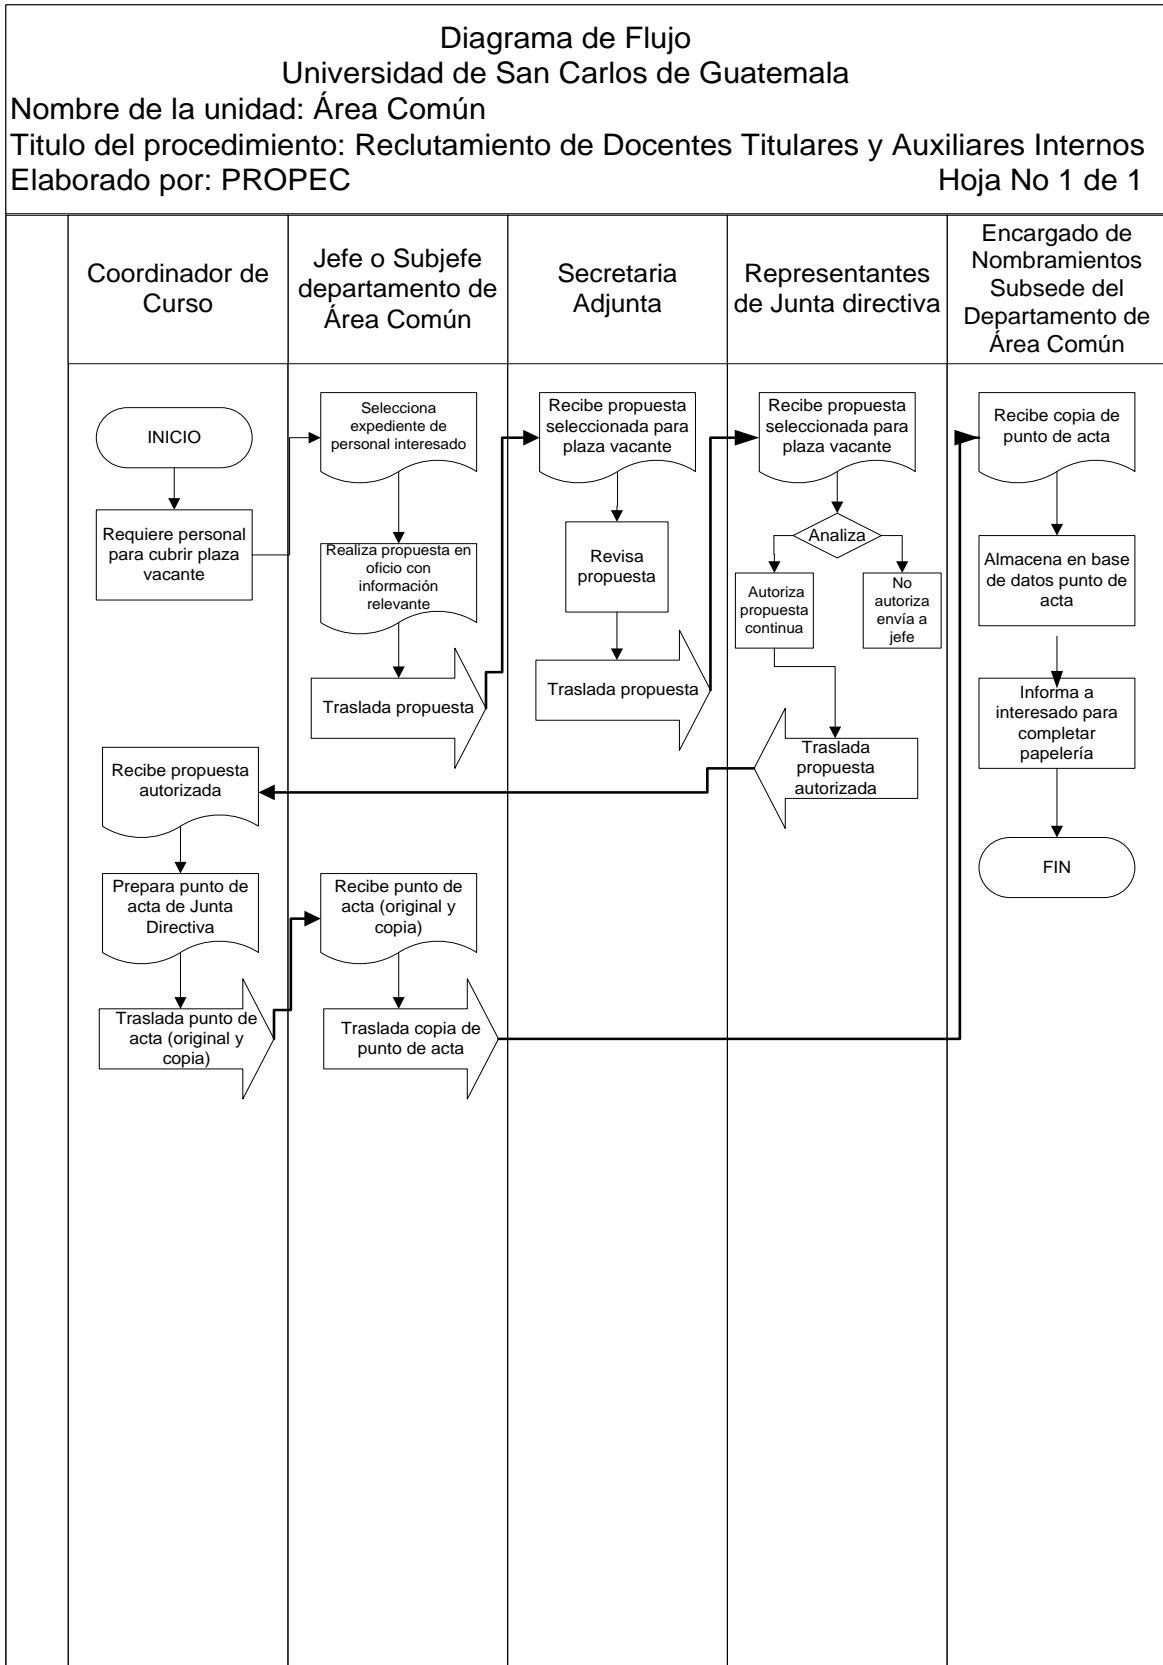 Diagrama de Flujo
Universidad de San Carlos de Guatemala
Nombre de la unidad: Área Común
Titulo del procedimiento: Reclutamiento de Docentes Titulares y Auxiliares Internos
Elaborado por: PROPEC
Hoja No 1 de 1
Coordinador de
Curso
Jefe o Subjefe
departamento de
Área Común
Secretaria
Adjunta
Representantes
de Junta directiva
Encargado de
Nombramientos
Subsede del
Departamento de
Área Común
INICIO
Requiere personal
para cubrir plaza
vacante
Selecciona
expediente de
personal interesado
Realiza propuesta en
oficio con
información
relevante
Traslada propuesta
Recibe propuesta
seleccionada para
plaza vacante
Revisa
propuesta
Traslada propuesta
Recibe propuesta
seleccionada para
plaza vacante
Analiza
Autoriza
propuesta
continua
No
autoriza
envía a
jefe
Traslada
propuesta
autorizada
Recibe propuesta
autorizada
Prepara punto de
acta de Junta
Directiva
Traslada punto de
acta (original y
copia)
Recibe punto de
acta (original y
copia)
Traslada copia de
punto de acta
Recibe copia de
punto de acta
Almacena en base
de datos punto de
acta
Informa a
interesado para
completar
papelería
FIN